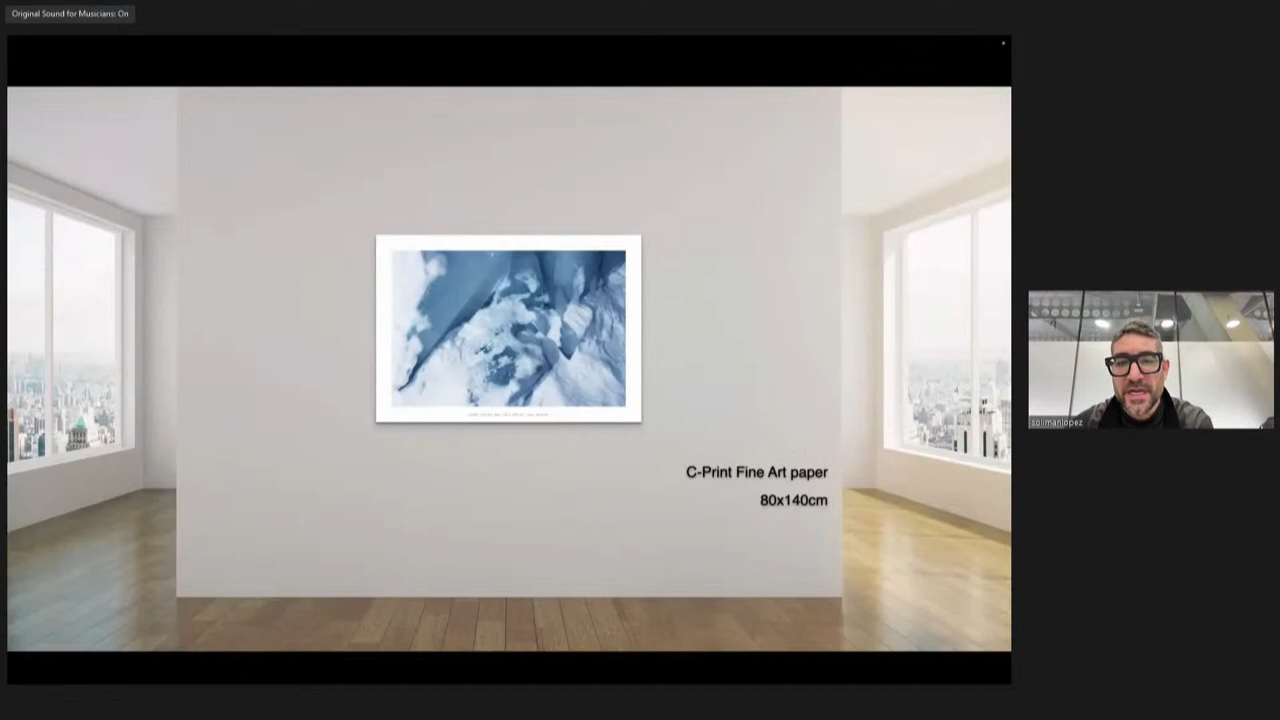 Original Sound for Musicians: On
C-Print Fine Art paper
80x140cm
solimanlopez